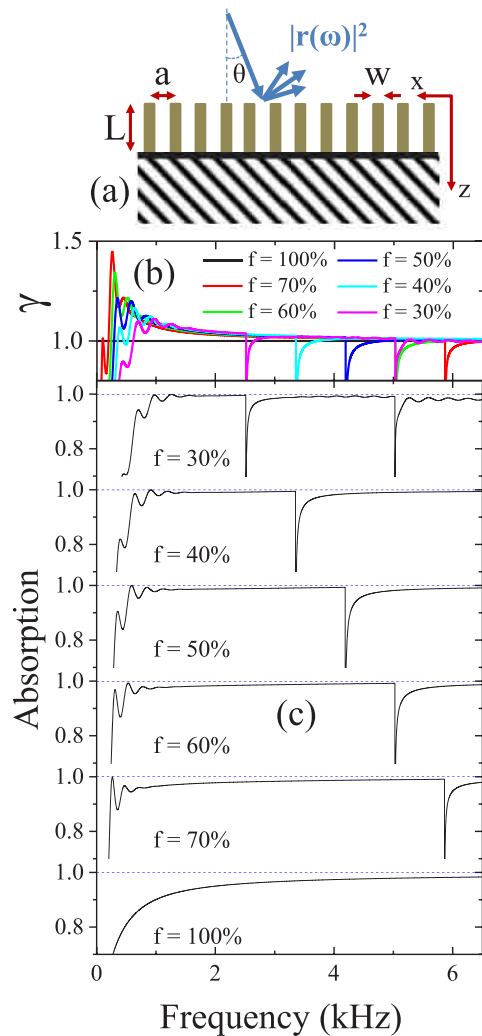 |r(ω)|²
θ
a
w
x
L
(a)
z
1.5
(b)
f = 100%
f = 50%
f = 70%
f = 40%
f = 60%
f = 30%
γ
1.0
1.0
0.8
f = 30%
1.0
0.8
f = 40%
1.0
0.8
f = 50%
Absorption
1.0
(c)
0.8
f = 60%
1.0
0.8
f = 70%
1.0
0.8
f = 100%
0 2 4 6
Frequency (kHz)